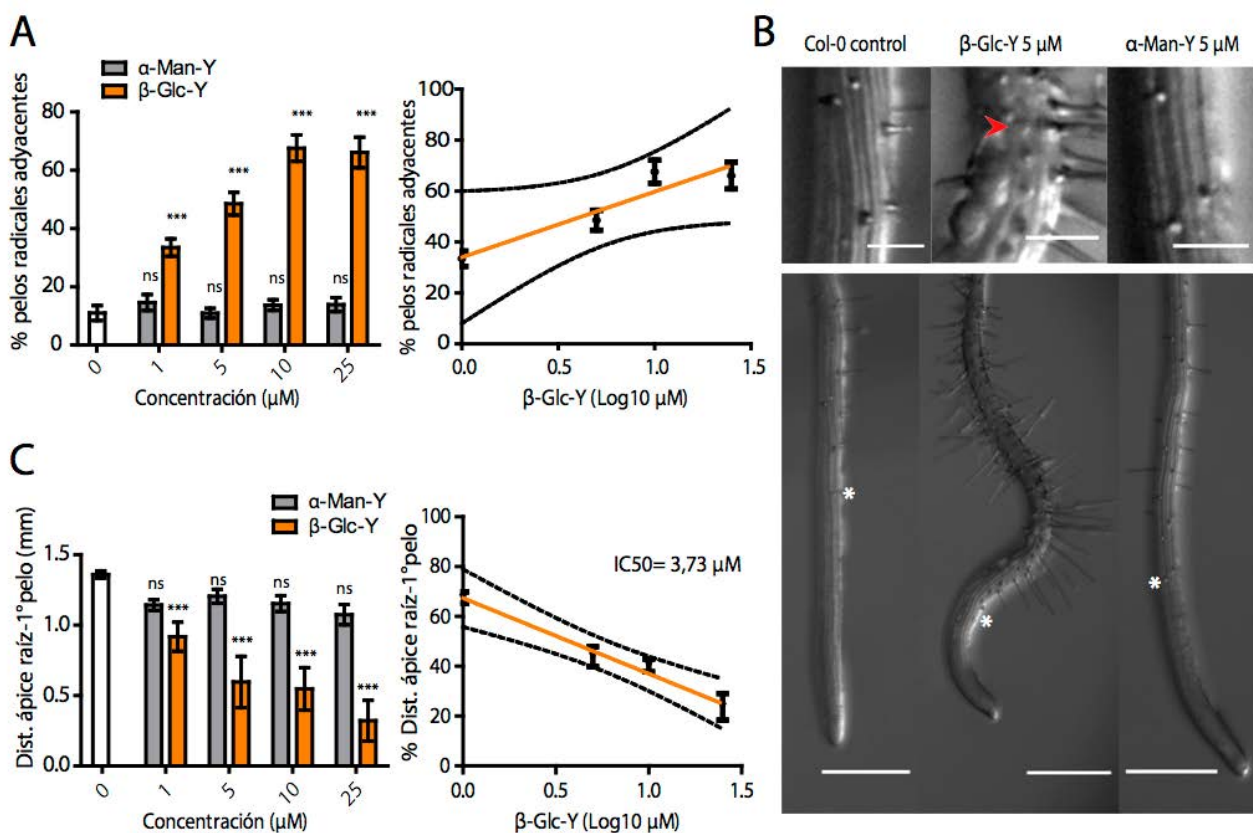 A
α-Man-Y
β-Glc-Y
% pelos radicales adyacentes
80
60
40
20
0
ns
***
ns
***
ns
***
ns
***
0
1
5
10
25
Concentración (μM)
% pelos radicales adyacentes
100
80
60
40
20
0
0.0
0.5
1.0
1.5
β-Glc-Y (Log10 μM)
B
Col-0 control
β-Glc-Y 5 μM
α-Man-Y 5 μM
*
*
*
C
α-Man-Y
β-Glc-Y
Dist. ápice raíz-1°pelo (mm)
1.5
1.0
0.5
0.0
ns
***
ns
***
ns
***
ns
***
0
1
5
10
25
Concentración (μM)
% Dist. ápice raíz-1°pelo
100
80
60
40
20
0
IC50= 3,73 μM
0.0
0.5
1.0
1.5
β-Glc-Y (Log10 μM)